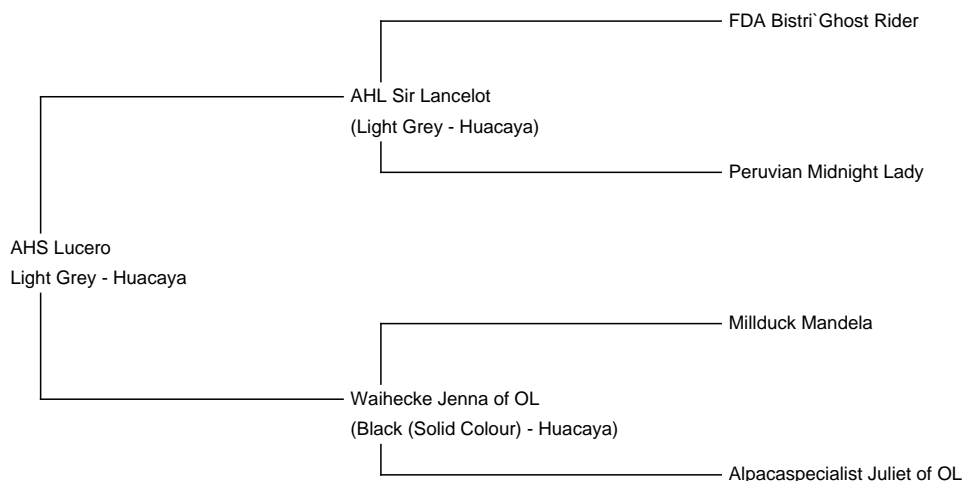 FDA Bistri`Ghost Rider
AHL Sir Lancelot
(Light Grey - Huacaya)
Peruvian Midnight Lady
AHS Lucero
Light Grey - Huacaya
Millduck Mandela
Waihecke Jenna of OL
(Black (Solid Colour) - Huacaya)
Alpacaspecialist Juliet of OL